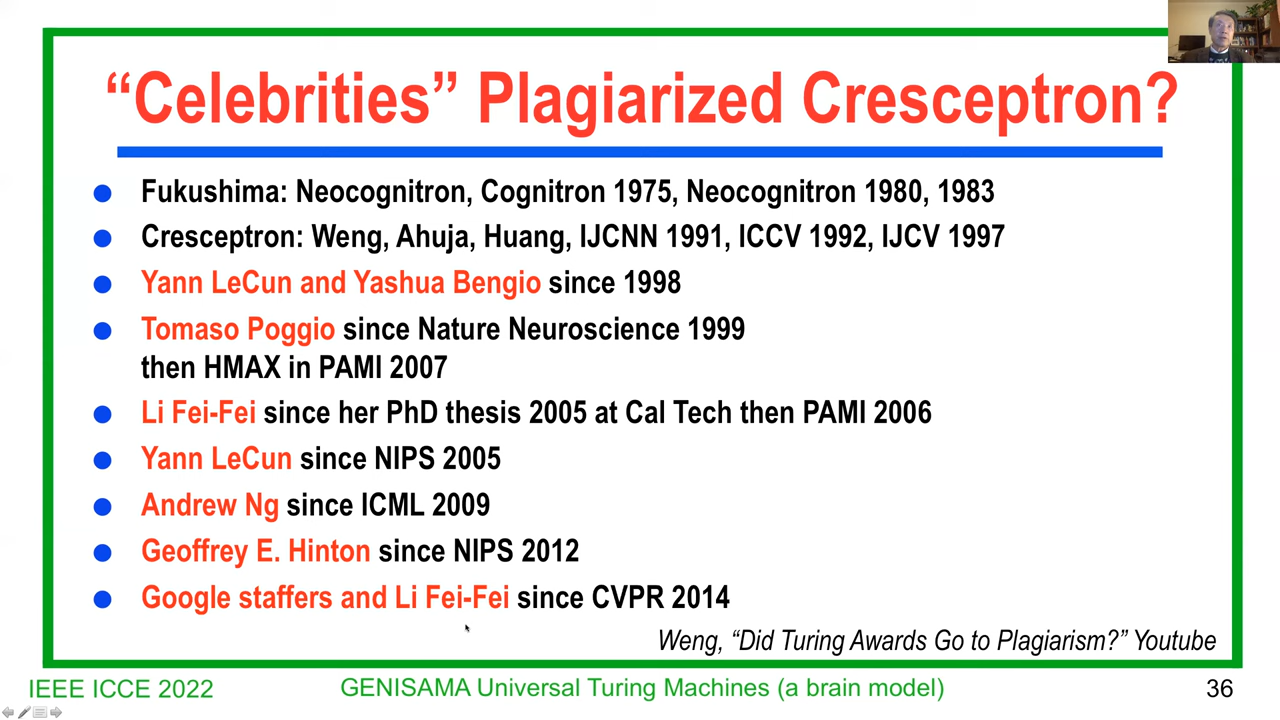 “Celebrities” Plagiarized Cresceptron?
Fukushima: Neocognitron, Cognitron 1975, Neocognitron 1980, 1983
Cresceptron: Weng, Ahuja, Huang, IJCNN 1991, ICCV 1992, IJCV 1997
Yann LeCun and Yashua Bengio since 1998
Tomaso Poggio since Nature Neuroscience 1999
then HMAX in PAMI 2007
Li Fei-Fei since her PhD thesis 2005 at Cal Tech then PAMI 2006
Yann LeCun since NIPS 2005
Andrew Ng since ICML 2009
Geoffrey E. Hinton since NIPS 2012
Google staffers and Li Fei-Fei since CVPR 2014
Weng, “Did Turing Awards Go to Plagiarism?” Youtube
IEEE ICCE 2022
GENISAMA Universal Turing Machines (a brain model)
36